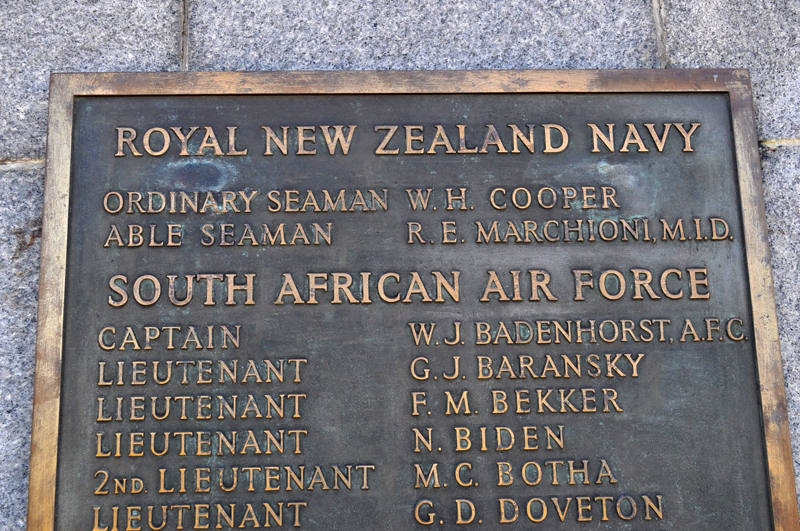 ROYAL NEW ZEALAND NAVY
ORDINARY SEAMAN W. H. COOPER
ABLE SEAMAN R. E. MARCHIONI, M.I.D.
SOUTH AFRICAN AIR FORCE
CAPTAIN W. J. BADENHORST, A.F.C.
LIEUTENANT G. J. BARANSKY
LIEUTENANT F. M. BEKKER
LIEUTENANT N. BIDEN
2ND. LIEUTENANT M. C. BOTHA
LIEUTENANT G. D. DOVETON